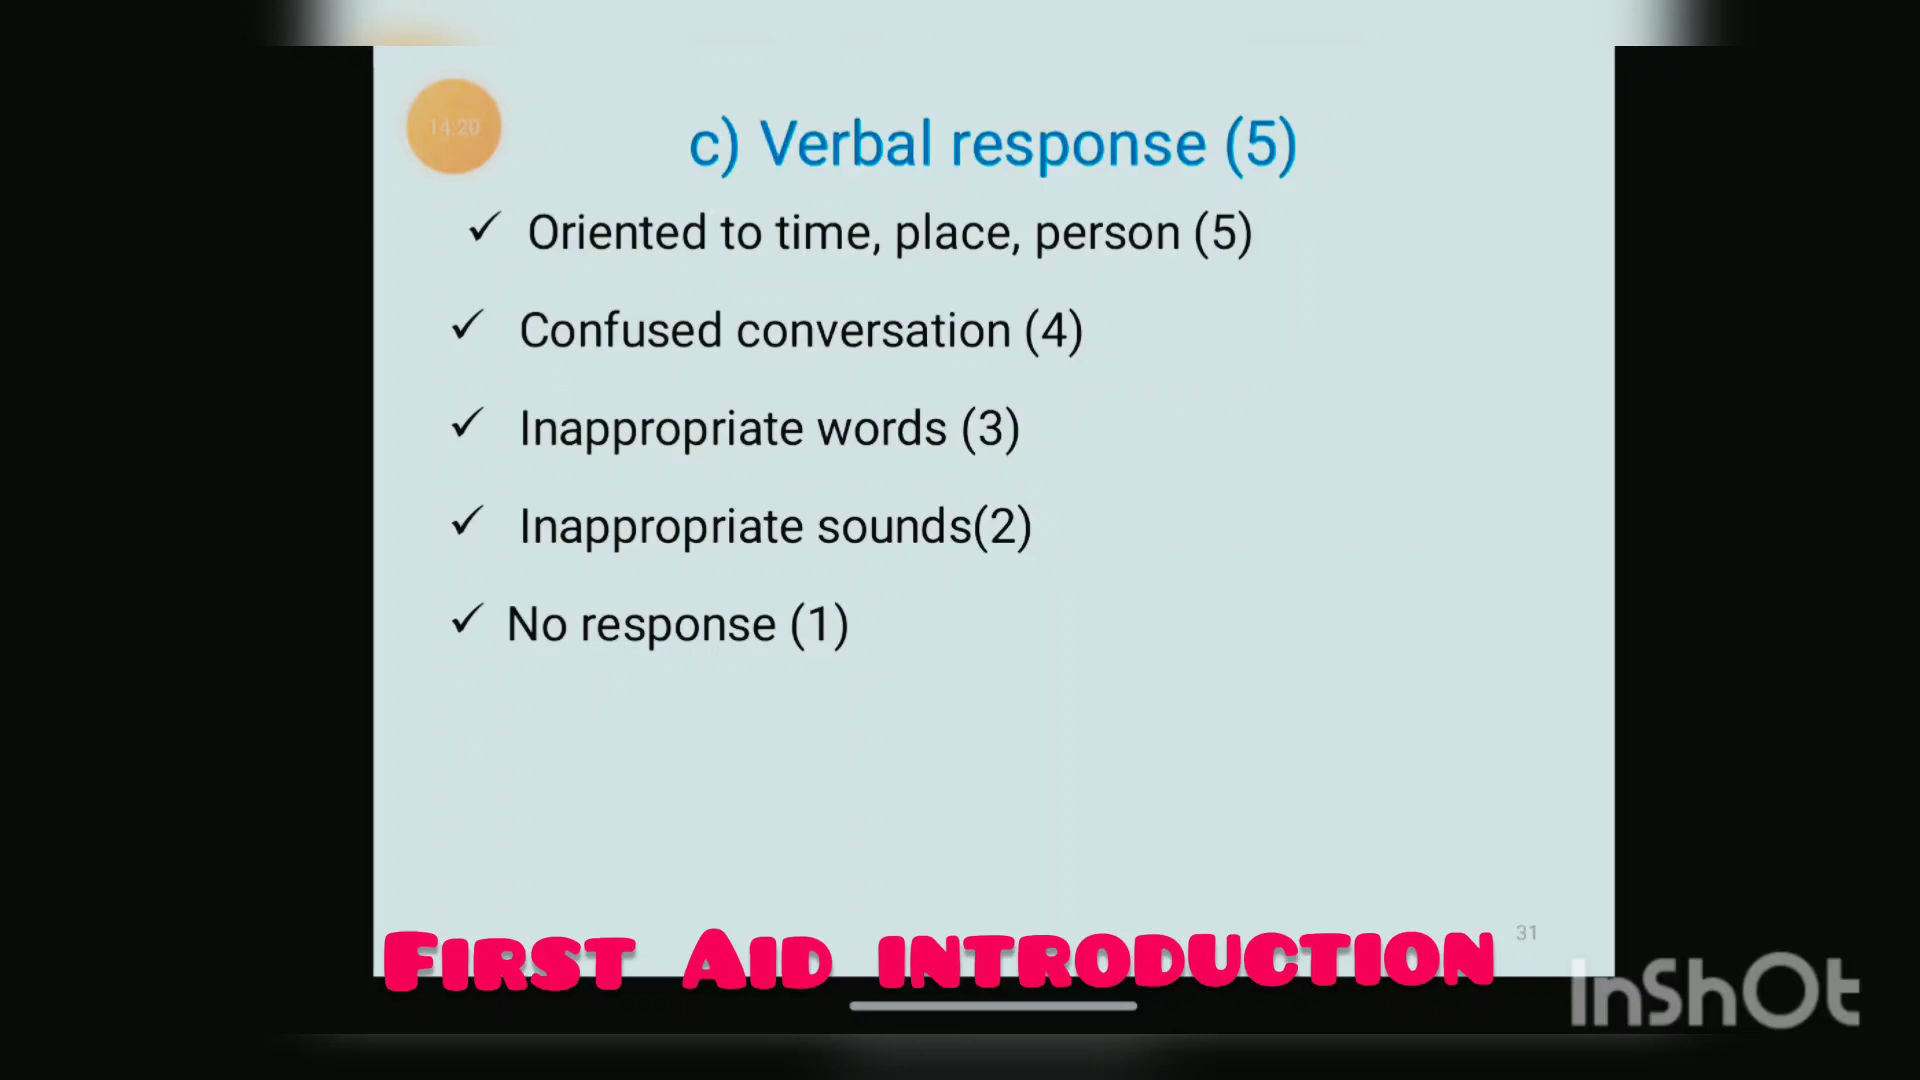 14:20
c) Verbal response (5)
✓ Oriented to time, place, person (5)
✓ Confused conversation (4)
✓ Inappropriate words (3)
✓ Inappropriate sounds(2)
✓ No response (1)
31
First Aid introduction
InShOt